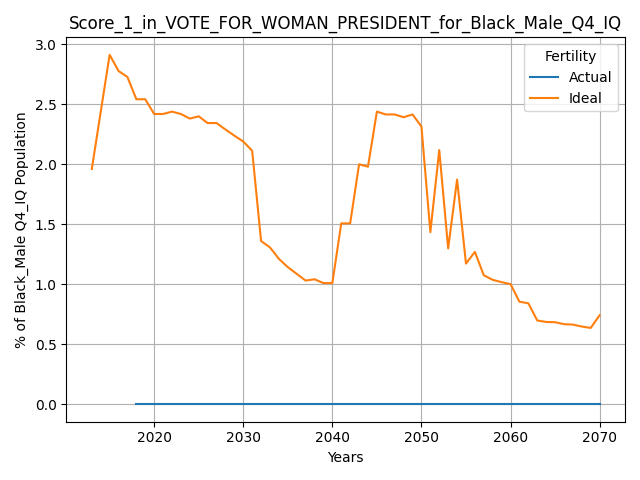 Score_1_in_VOTE_FOR_WOMAN_PRESIDENT_for_Black_Male_Q4_IQ
Fertility
Actual
Ideal
% of Black_Male Q4_IQ Population
3.0
2.5
2.0
1.5
1.0
0.5
0.0
2020 2030 2040 2050 2060 2070
Years